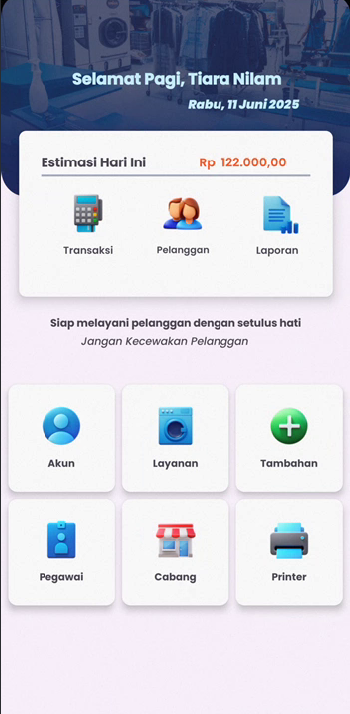 Selamat Pagi, Tiara Nilam
Rabu, 11 Juni 2025
Estimasi Hari Ini Rp 122.000,00
Transaksi Pelanggan Laporan
Siap melayani pelanggan dengan setulus hati
Jangan Kecewakan Pelanggan
Akun Layanan Tambahan
Pegawai Cabang Printer